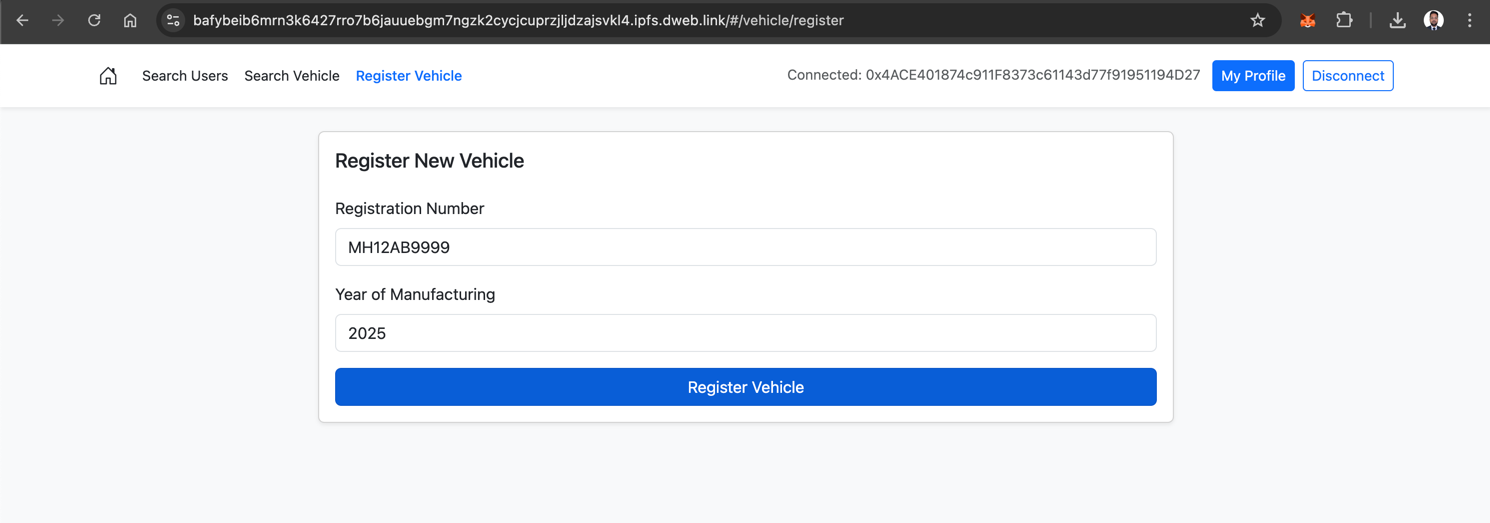 bafybeib6mrn3k6427rro7b6jauuebgm7ngzk2cycjcuprzjljdzajsvkl4.ipfs.dweb.link/#/vehicle/register
Search Users Search Vehicle Register Vehicle Connected: 0x4ACE401874c911F8373c61143d77f91951194D27 My Profile Disconnect
Register New Vehicle
Registration Number
MH12AB9999
Year of Manufacturing
2025
Register Vehicle